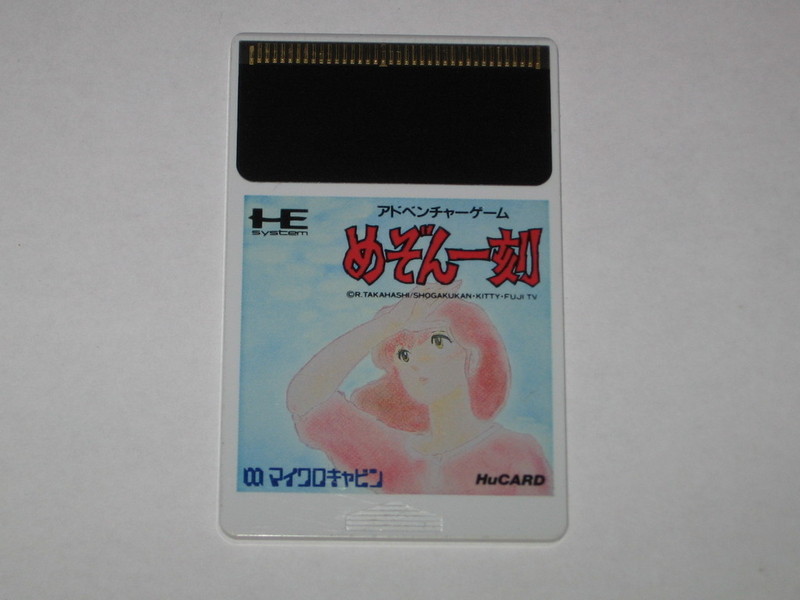 HE
system
アドベンチャーゲーム
めぞん一刻
©R.TAKAHASHI/SHOGAKUKAN・KITTY・FUJI TV
マイクロキャビン
HuCARD